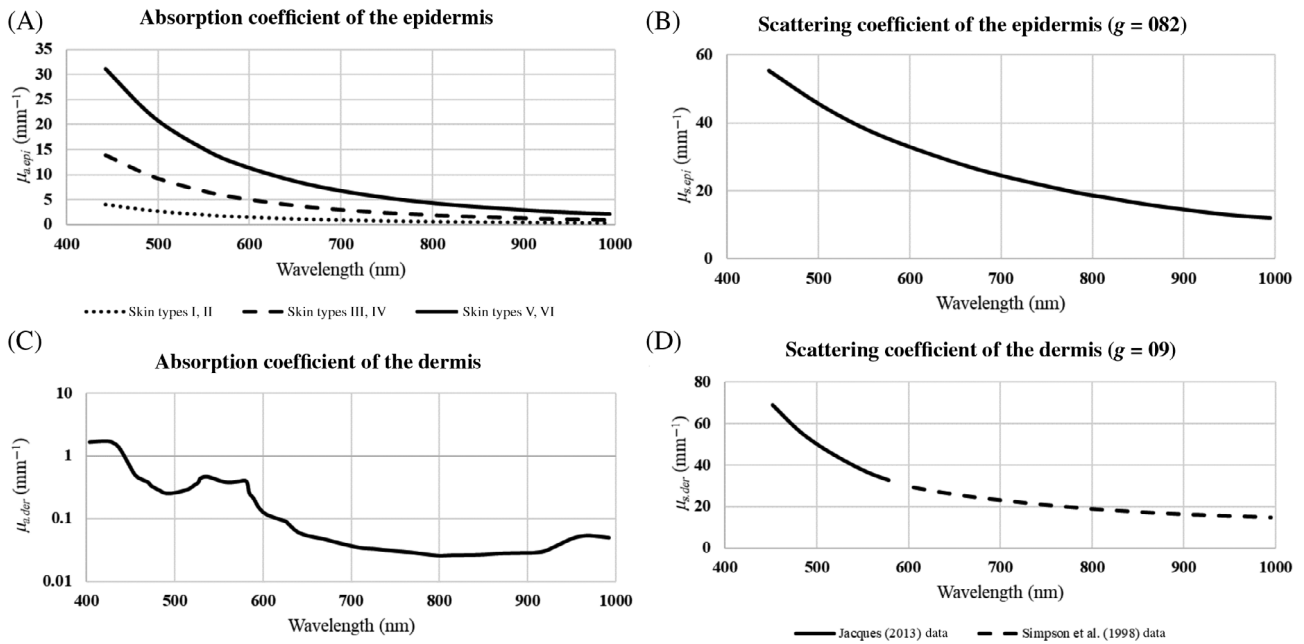 (A)
Absorption coefficient of the epidermis
35
30
25
20
15
10
5
0
μa.epi (mm−1)
400 500 600 700 800 900 1000
Wavelength (nm)
Skin types I, II Skin types III, IV Skin types V, VI
(B)
Scattering coefficient of the epidermis (g = 082)
60
40
20
0
μs.epi (mm−1)
400 500 600 700 800 900 1000
Wavelength (nm)
(C)
Absorption coefficient of the dermis
10
1
0.1
0.01
μa.der (mm−1)
400 500 600 700 800 900 1000
Wavelength (nm)
(D)
Scattering coefficient of the dermis (g = 09)
80
60
40
20
0
μs.der (mm−1)
400 500 600 700 800 900 1000
Wavelength (nm)
Jacques (2013) data Simpson et al. (1998) data